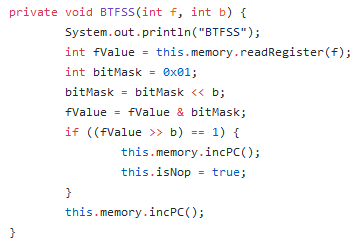 private void BTFSS(int f, int b) {
        System.out.println("BTFSS");
        int fValue = this.memory.readRegister(f);
        int bitMask = 0x01;
        bitMask = bitMask << b;
        fValue = fValue & bitMask;
        if ((fValue >> b) == 1) {
                this.memory.incPC();
                this.isNop = true;
        }
        this.memory.incPC();
}